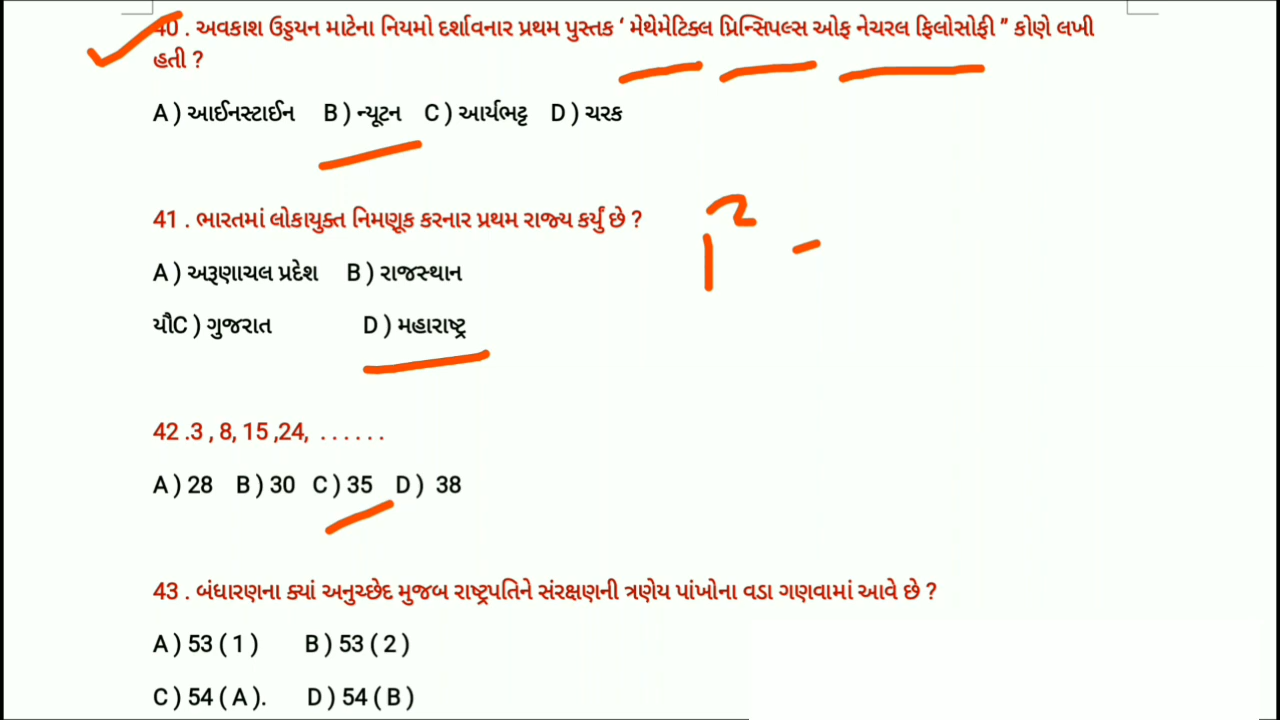 40 . અવકાશ ઉડ્ડયન માટેના નિયમો દર્શાવનાર પ્રથમ પુસ્તક ‘ મેથેમેટિક્લ પ્રિન્સિપલ્સ ઓફ નેચરલ ફિલોસોફી ” કોણે લખી
હતી ?
A ) આઈનસ્ટાઈન B ) ન્યૂટન C ) આર્યભટ્ટ D ) ચરક
41 . ભારતમાં લોકાયુક્ત નિમણૂક કરનાર પ્રથમ રાજ્ય કર્યું છે ?
A ) અરૂણાચલ પ્રદેશ B ) રાજસ્થાન
યૌC ) ગુજરાત D ) મહારાષ્ટ્ર
1² -
42 .3 , 8, 15 ,24, . . . . . .
A ) 28 B ) 30 C ) 35 D ) 38
43 . બંધારણના ક્યાં અનુચ્છેદ મુજબ રાષ્ટ્રપતિને સંરક્ષણની ત્રણેય પાંખોના વડા ગણવામાં આવે છે ?
A ) 53 ( 1 ) B ) 53 ( 2 )
C ) 54 ( A ). D ) 54 ( B )